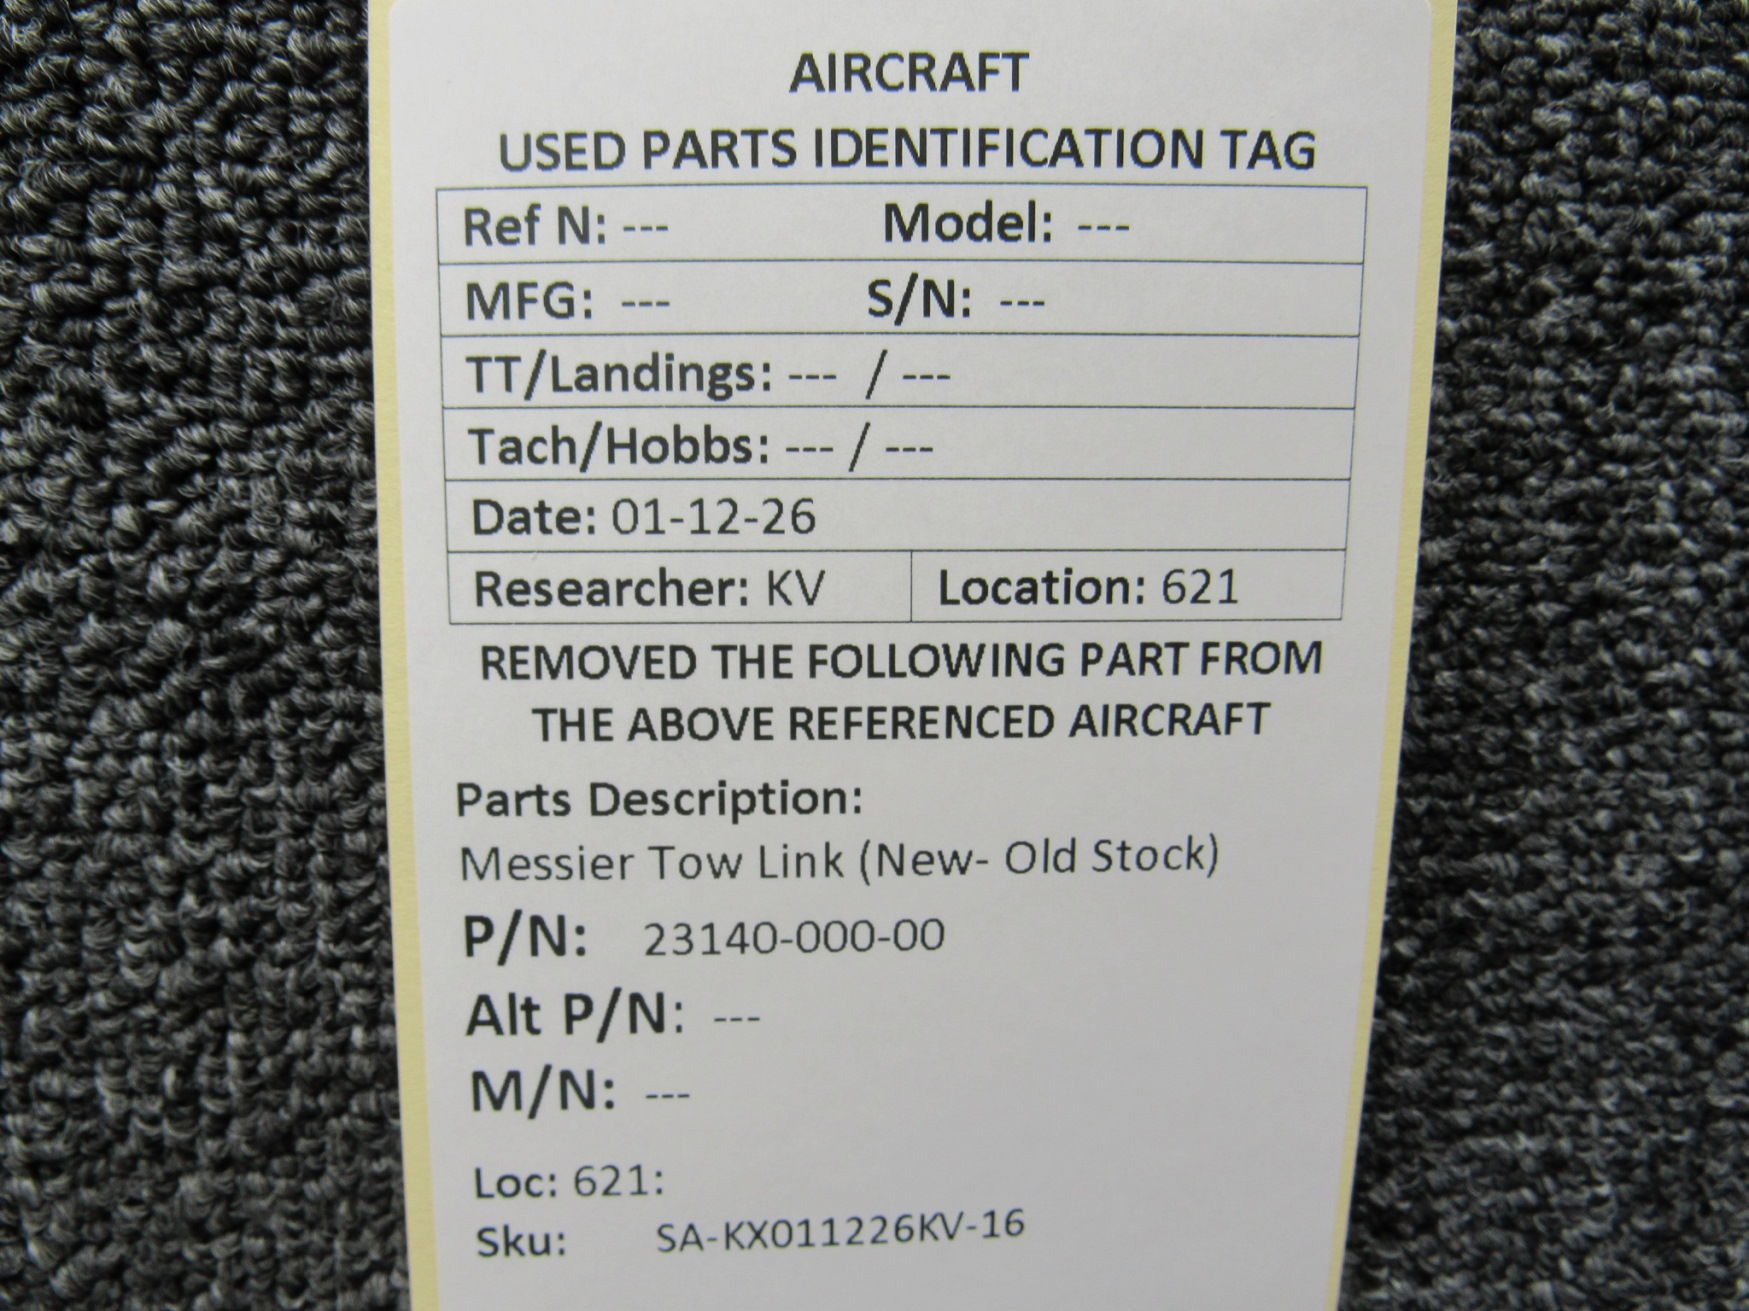 AIRCRAFT
USED PARTS IDENTIFICATION TAG
Ref N: --- Model: ---
MFG: --- S/N: ---
TT/Landings: --- / ---
Tach/Hobbs: --- / ---
Date: 01-12-26
Researcher: KV Location: 621
REMOVED THE FOLLOWING PART FROM
THE ABOVE REFERENCED AIRCRAFT
Parts Description:
Messier Tow Link (New- Old Stock)
P/N: 23140-000-00
Alt P/N: ---
M/N: ---
Loc: 621:
Sku: SA-KX011226KV-16